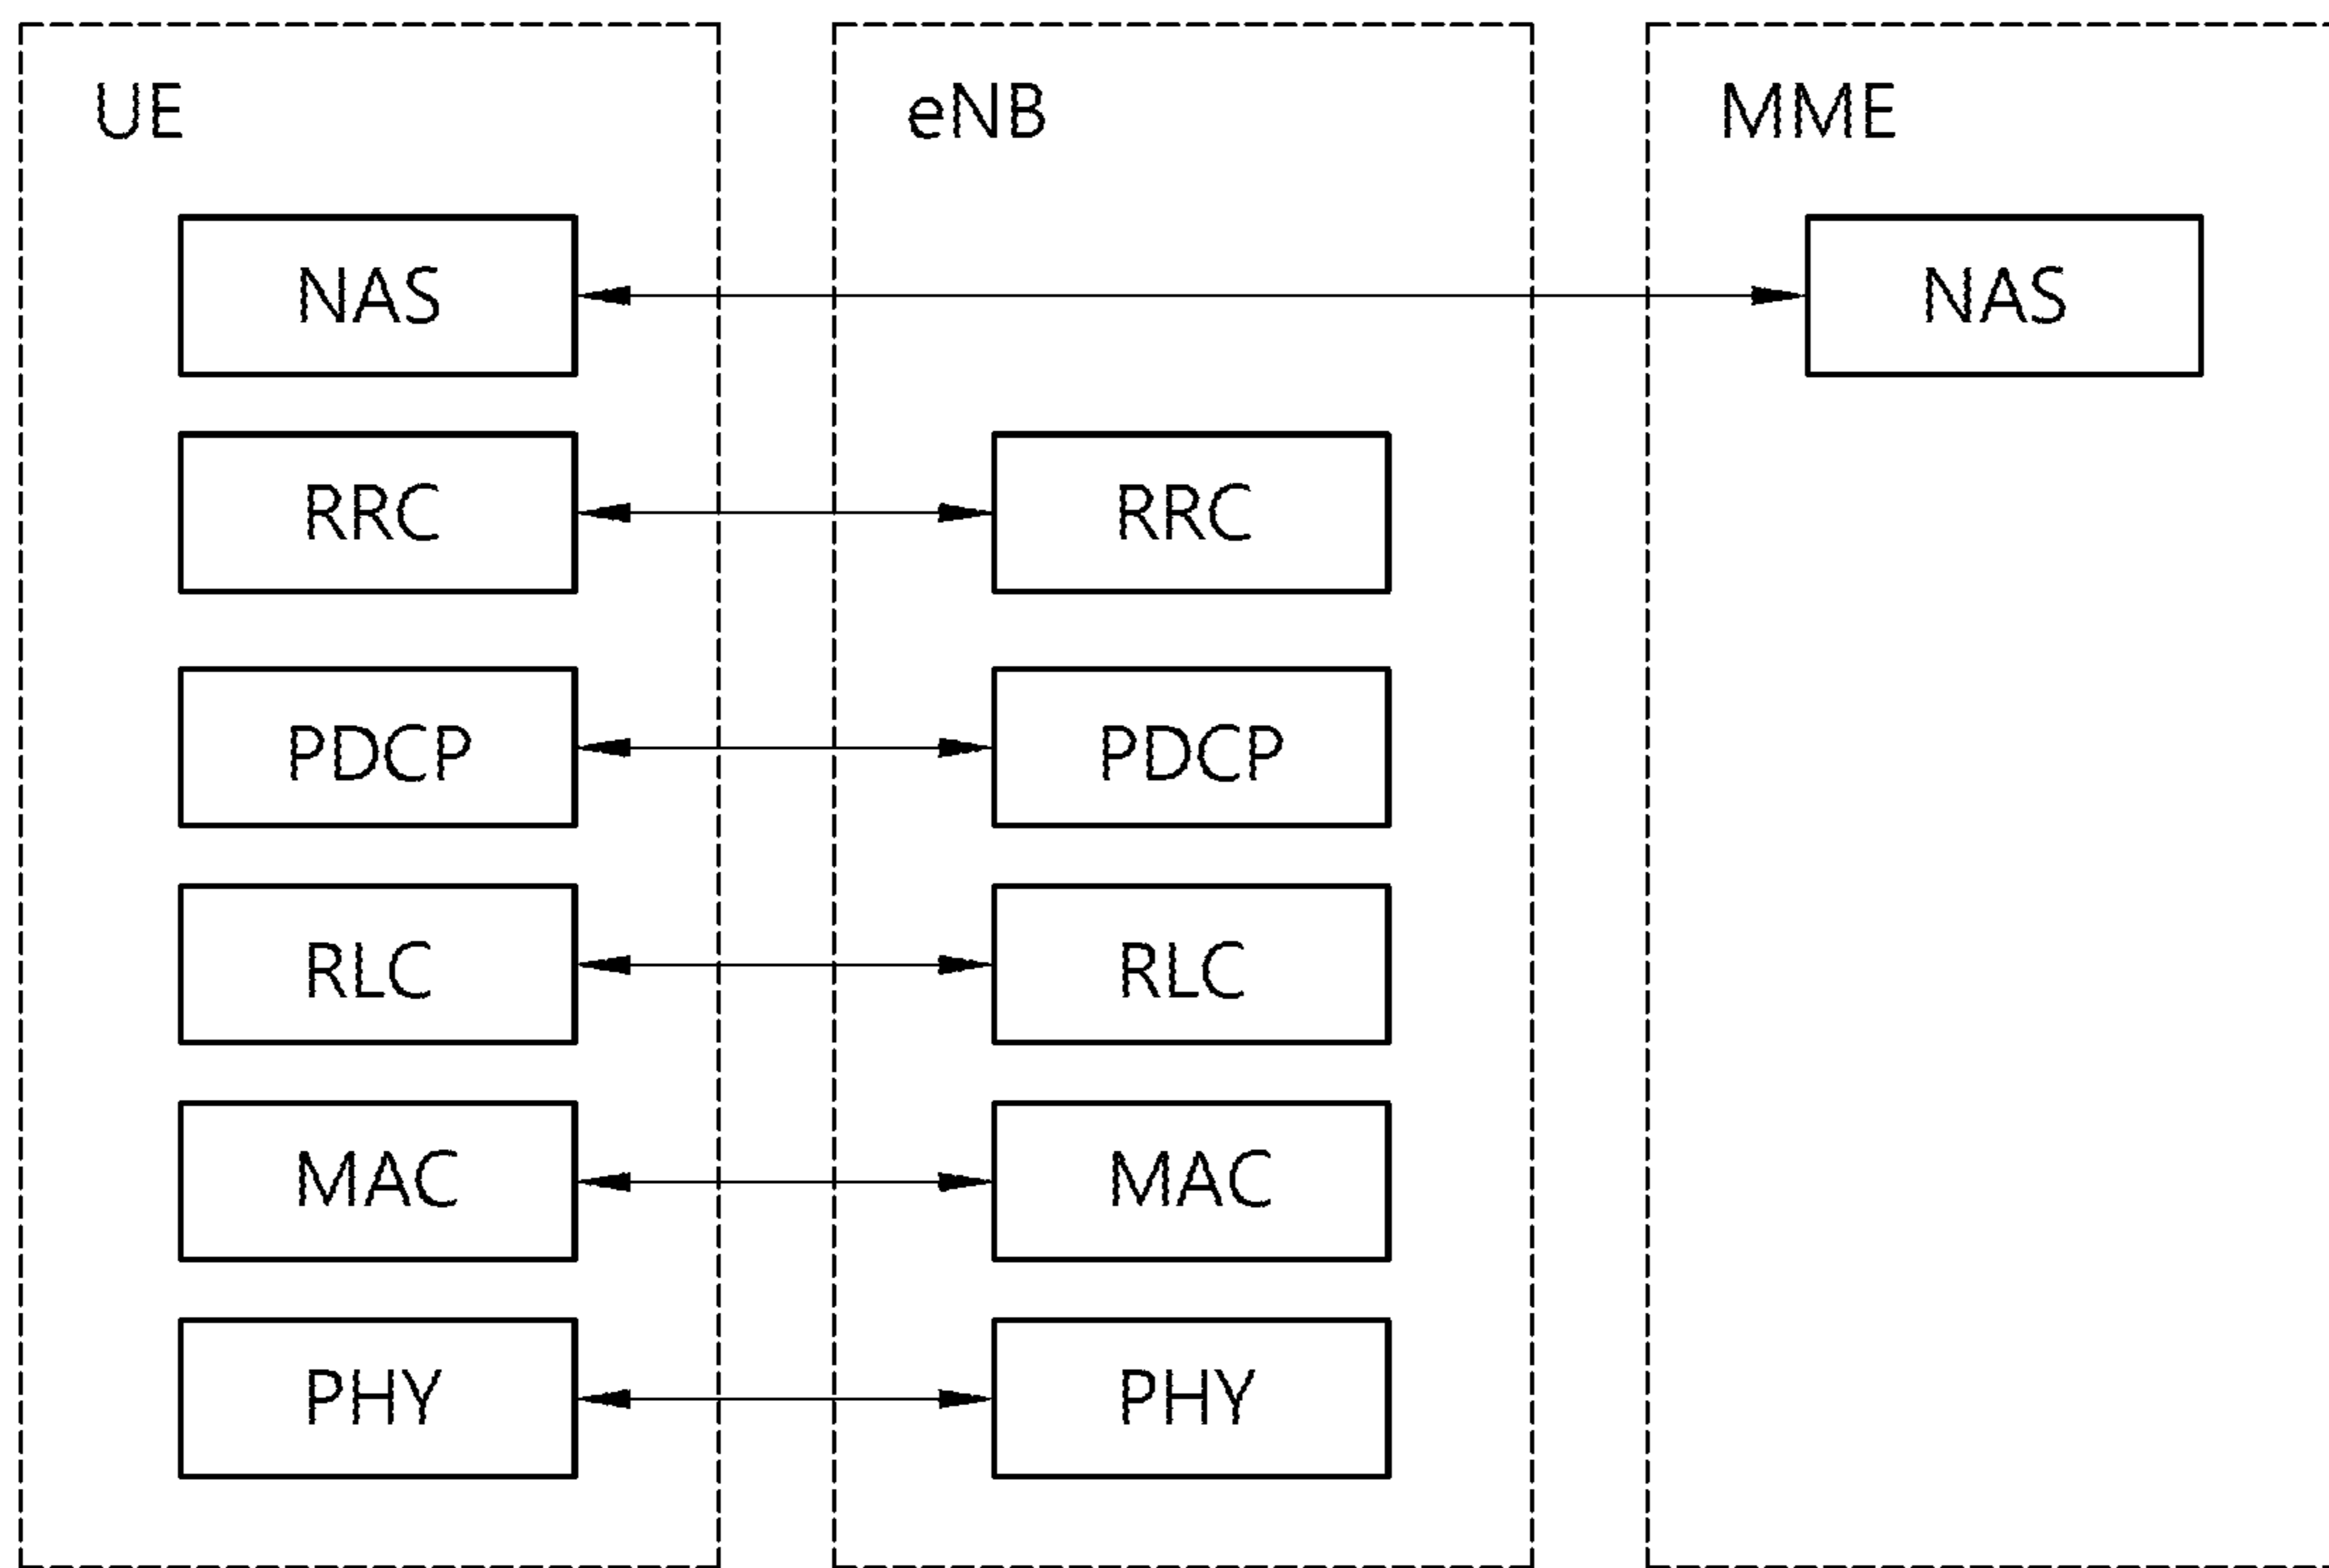 UE eNB MME
NAS NAS
RRC RRC
PDCP PDCP
RLC RLC
MAC MAC
PHY PHY